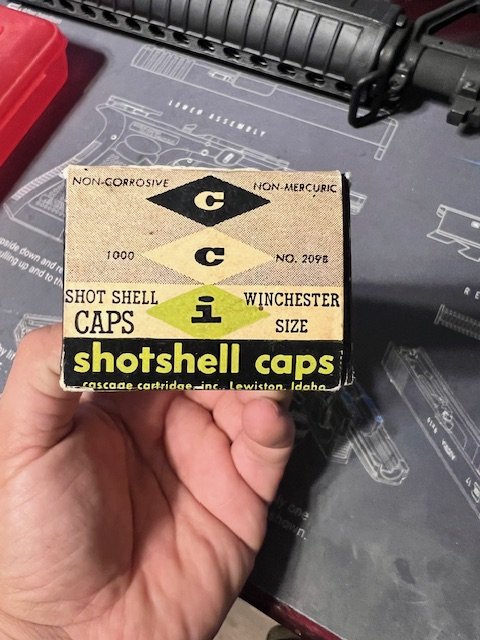 LOWER ASSEMBLY
NON-CORROSIVE
C
NON-MERCURIC
1000
C
NO. 209B
SHOT SHELL
CAPS
i
WINCHESTER
SIZE
shotshell caps
cascade cartridge, inc., Lewiston, Idaho